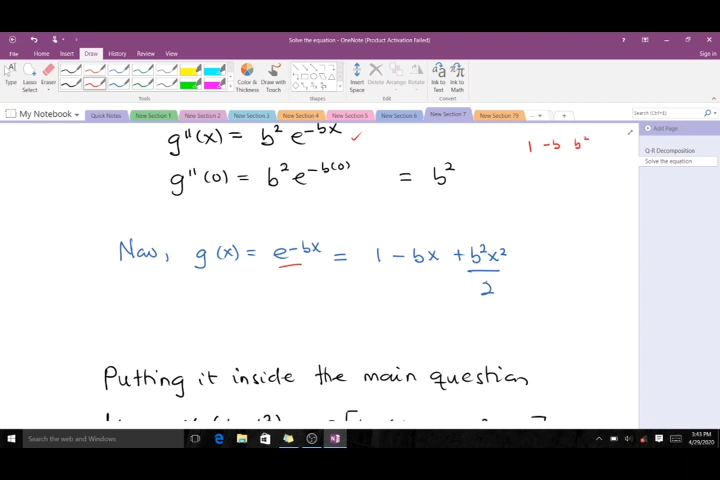 Solve the equation - OneNote (Product Activation Failed)
File Home Insert Draw History Review View Sign in
Type Lasso Select Eraser Color & Thickness Draw with Touch Shapes Insert Space Delete Arrange Rotate Ink to Text Ink to Math
Tools Shapes Edit Convert
My Notebook Quick Notes New Section 1 New Section 2 New Section 3 New Section 4 New Section 5 New Section 6 New Section 7 New Section 79 Search (Ctrl+E)
Add Page
Q-R Decomposition
Solve the equation
g''(x) = b² e^(-bx) ✓
1 -b b²
g''(0) = b² e^(-b(0)) = b²
Now, g(x) = e^(-bx) = 1 - bx + b²x²/2
Putting it inside the main question
Search the web and Windows
3:43 PM
4/29/2020